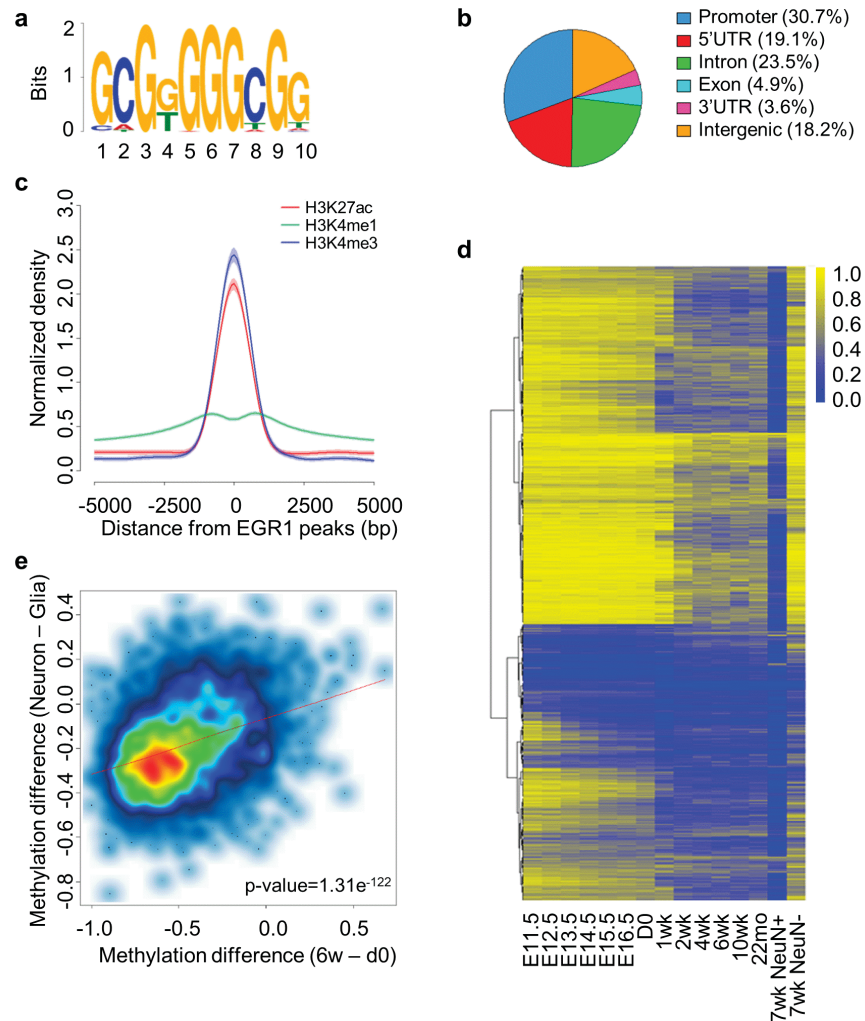 a
2
1
0
Bits
GCGGGGGCGG
C A T T A
1 2 3 4 5 6 7 8 9 10
b
Promoter (30.7%)
5'UTR (19.1%)
Intron (23.5%)
Exon (4.9%)
3'UTR (3.6%)
Intergenic (18.2%)
c
3.0
2.5
2.0
1.5
1.0
0.5
0.0
Normalized density
H3K27ac
H3K4me1
H3K4me3
-5000 -2500 0 2500 5000
Distance from EGR1 peaks (bp)
d
1.0
0.8
0.6
0.4
0.2
0.0
E11.5
E12.5
E13.5
E14.5
E15.5
E16.5
D0
1wk
2wk
4wk
6wk
10wk
22mo
7wk NeuN+
7wk NeuN-
e
0.4
0.2
0.0
-0.2
-0.4
-0.6
-0.8
Methylation difference (Neuron – Glia)
p-value=1.31e-122
-1.0 -0.5 0.0 0.5
Methylation difference (6w – d0)